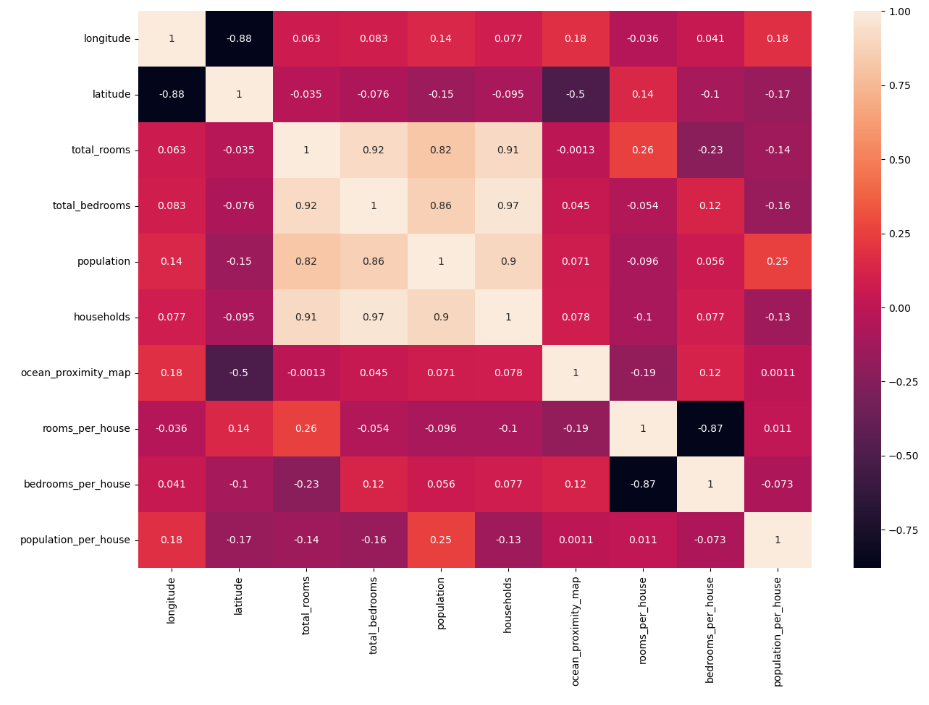 longitude 1 -0.88 0.063 0.083 0.14 0.077 0.18 -0.036 0.041 0.18
latitude -0.88 1 -0.035 -0.076 -0.15 -0.095 -0.5 0.14 -0.1 -0.17
total_rooms 0.063 -0.035 1 0.92 0.82 0.91 -0.0013 0.26 -0.23 -0.14
total_bedrooms 0.083 -0.076 0.92 1 0.86 0.97 0.045 -0.054 0.12 -0.16
population 0.14 -0.15 0.82 0.86 1 0.9 0.071 -0.096 0.056 0.25
households 0.077 -0.095 0.91 0.97 0.9 1 0.078 -0.1 0.077 -0.13
ocean_proximity_map 0.18 -0.5 -0.0013 0.045 0.071 0.078 1 -0.19 0.12 0.0011
rooms_per_house -0.036 0.14 0.26 -0.054 -0.096 -0.1 -0.19 1 -0.87 0.011
bedrooms_per_house 0.041 -0.1 -0.23 0.12 0.056 0.077 0.12 -0.87 1 -0.073
population_per_house 0.18 -0.17 -0.14 -0.16 0.25 -0.13 0.0011 0.011 -0.073 1
longitude
latitude
total_rooms
total_bedrooms
population
households
ocean_proximity_map
rooms_per_house
bedrooms_per_house
population_per_house
1.00
0.75
0.50
0.25
0.00
−0.25
−0.50
−0.75